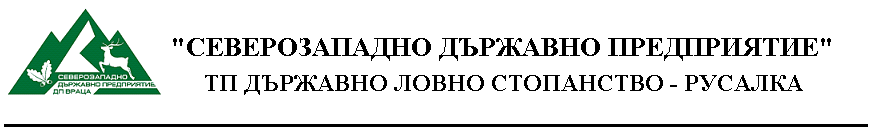 "СЕВЕРОЗАПАДНО ДЪРЖАВНО ПРЕДПРИЯТИЕ"
ТП ДЪРЖАВНО ЛОВНО СТОПАНСТВО - РУСАЛКА
СЕВЕРОЗАПАДНО
ДЪРЖАВНО ПРЕДПРИЯТИЕ
ДП ВРАЦА